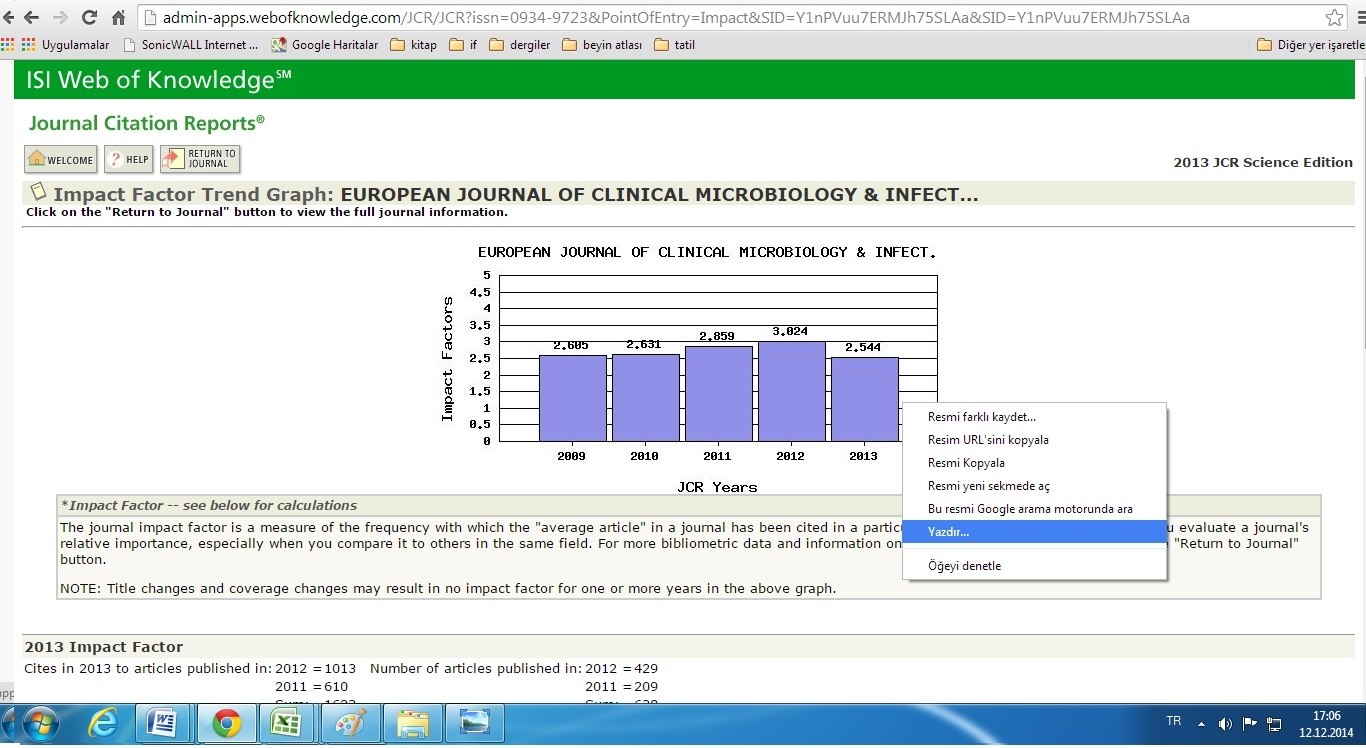 admin-apps.webofknowledge.com/JCR/JCR?issn=0934-9723&PointOfEntry=Impact&SID=Y1nPVuu7ERMJh75SLAa&SID=Y1nPVuu7ERMJh75SLAa
Uygulamalar SonicWALL Internet ... Google Haritalar kitap if dergiler beyin atlası tatil Diğer yer işaretle
ISI Web of Knowledge℠
Journal Citation Reports®
WELCOME ? HELP RETURN TO JOURNAL
2013 JCR Science Edition
Impact Factor Trend Graph: EUROPEAN JOURNAL OF CLINICAL MICROBIOLOGY & INFECT...
Click on the "Return to Journal" button to view the full journal information.
EUROPEAN JOURNAL OF CLINICAL MICROBIOLOGY & INFECT.
Impact Factors
5
4.5
4
3.5
3
2.5
2
1.5
1
0.5
0
2.605 2.631 2.859 3.024 2.544
2009 2010 2011 2012 2013
JCR Years
Resmi farklı kaydet...
Resim URL'sini kopyala
Resmi Kopyala
Resmi yeni sekmede aç
Bu resmi Google arama motorunda ara
Yazdır...
Öğeyi denetle
*Impact Factor -- see below for calculations
The journal impact factor is a measure of the frequency with which the "average article" in a journal has been cited in a partic u evaluate a journal's
relative importance, especially when you compare it to others in the same field. For more bibliometric data and information on "Return to Journal"
button.
NOTE: Title changes and coverage changes may result in no impact factor for one or more years in the above graph.
2013 Impact Factor
Cites in 2013 to articles published in: 2012 =1013 Number of articles published in: 2012 =429
2011 =610 2011 =209
TR 17:06
12.12.2014